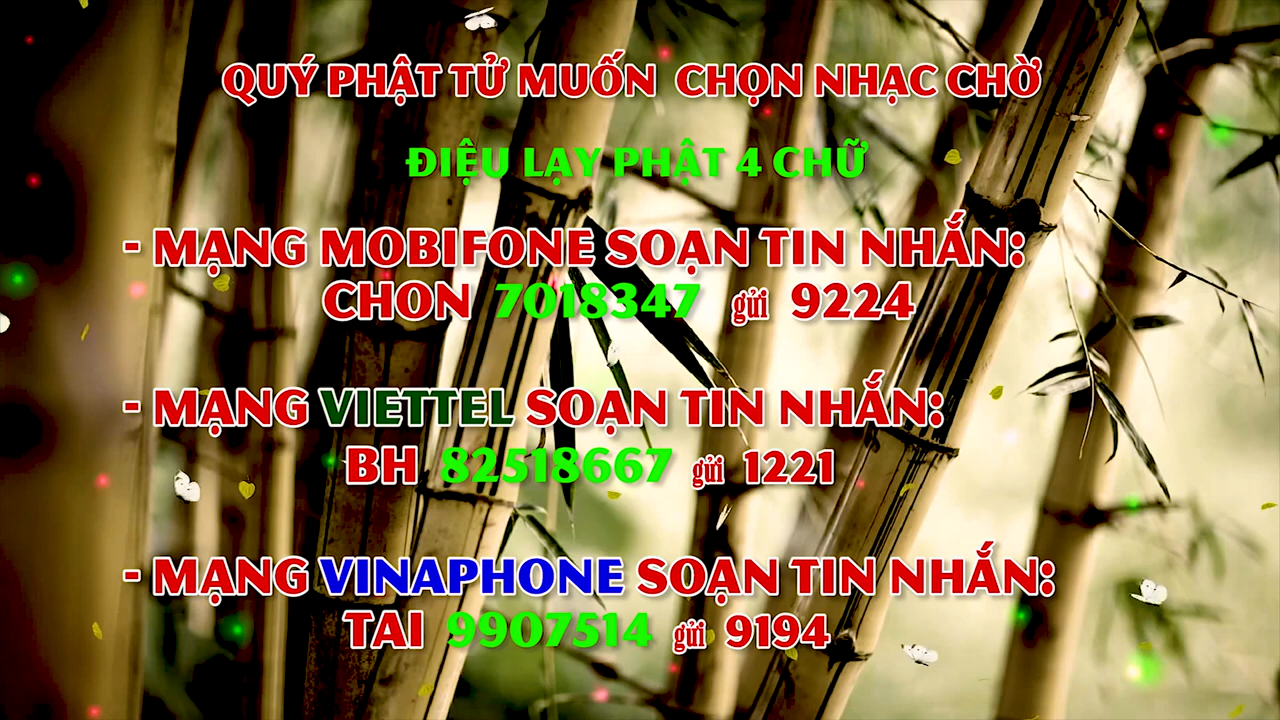 QUÝ PHẬT TỬ MUỐN CHỌN NHẠC CHỜ
ĐIỆU LẠY PHẬT 4 CHỮ
- MẠNG MOBIFONE SOẠN TIN NHẮN:
CHON 7018347 gửi 9224
- MẠNG VIETTEL SOẠN TIN NHẮN:
BH 82518667 gửi 1221
- MẠNG VINAPHONE SOẠN TIN NHẮN:
TAI 9907514 gửi 9194